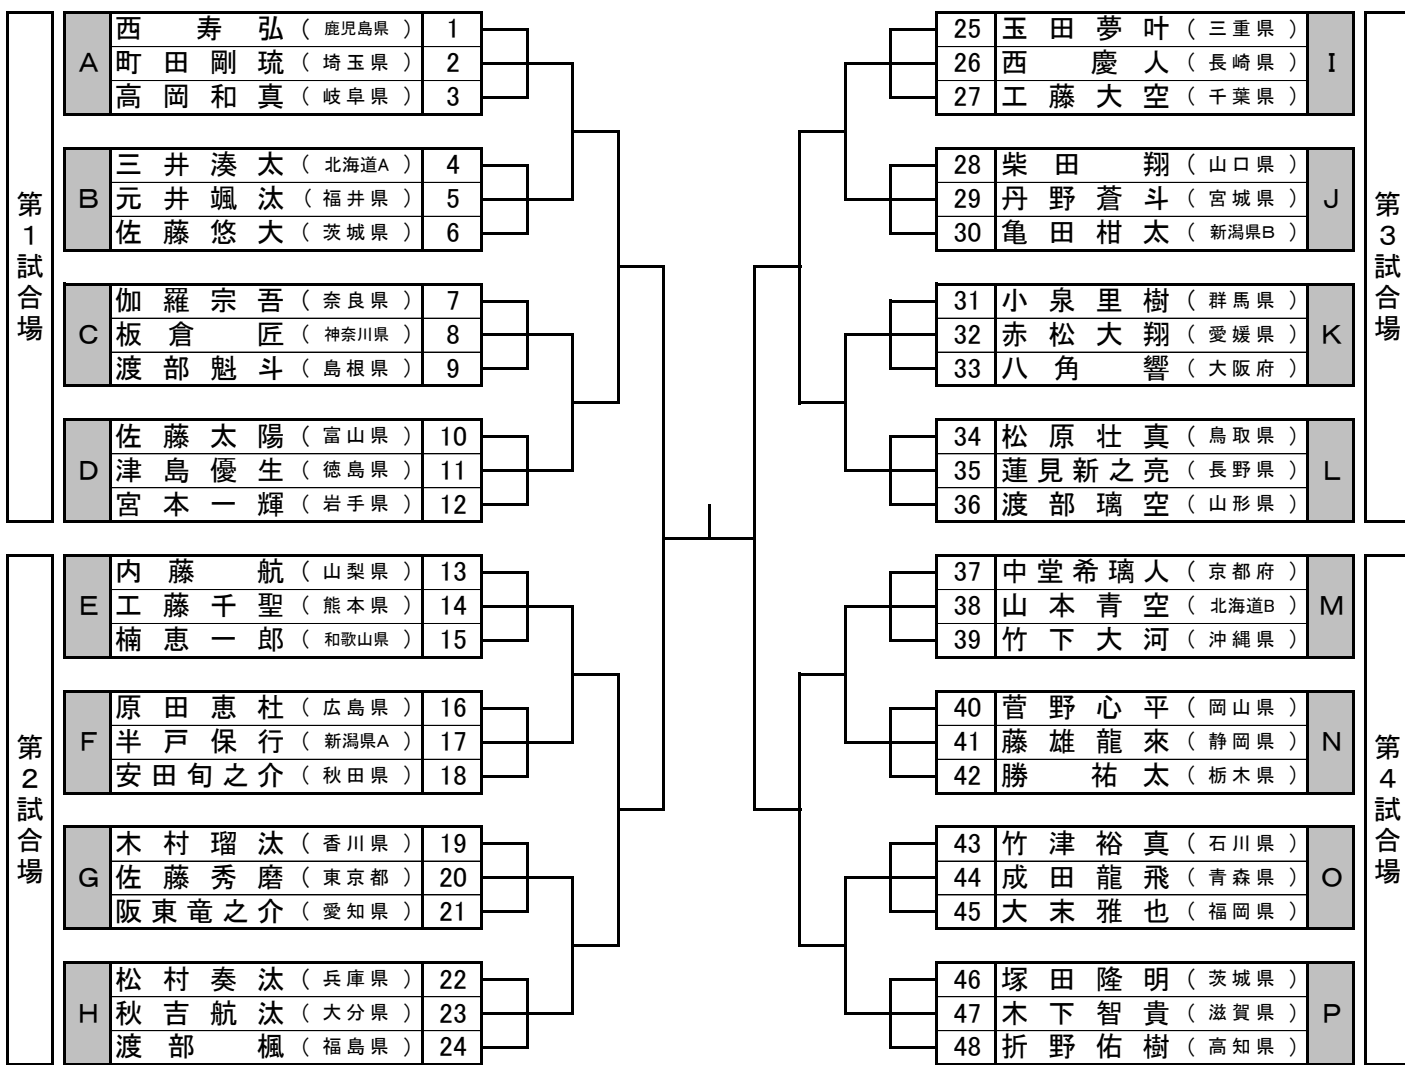 第1試合場
A
西 寿弘 (鹿児島県) 1
町田剛琉 (埼玉県) 2
高岡和真 (岐阜県) 3
B
三井湊太 (北海道A) 4
元井颯汰 (福井県) 5
佐藤悠大 (茨城県) 6
C
伽羅宗吾 (奈良県) 7
板倉 匠 (神奈川県) 8
渡部魁斗 (島根県) 9
D
佐藤太陽 (富山県) 10
津島優生 (徳島県) 11
宮本一輝 (岩手県) 12
第2試合場
E
内藤 航 (山梨県) 13
工藤千聖 (熊本県) 14
楠恵一郎 (和歌山県) 15
F
原田恵杜 (広島県) 16
半戸保行 (新潟県A) 17
安田旬之介 (秋田県) 18
G
木村瑠汰 (香川県) 19
佐藤秀磨 (東京都) 20
阪東竜之介 (愛知県) 21
H
松村奏汰 (兵庫県) 22
秋吉航汰 (大分県) 23
渡部 楓 (福島県) 24
第3試合場
I
25 玉田夢叶 (三重県)
26 西 慶人 (長崎県)
27 工藤大空 (千葉県)
J
28 柴田 翔 (山口県)
29 丹野蒼斗 (宮城県)
30 亀田柑太 (新潟県B)
K
31 小泉里樹 (群馬県)
32 赤松大翔 (愛媛県)
33 八角 響 (大阪府)
L
34 松原壮真 (鳥取県)
35 蓮見新之亮 (長野県)
36 渡部璃空 (山形県)
第4試合場
M
37 中堂希璃人 (京都府)
38 山本青空 (北海道B)
39 竹下大河 (沖縄県)
N
40 菅野心平 (岡山県)
41 藤雄龍來 (静岡県)
42 勝 祐太 (栃木県)
O
43 竹津裕真 (石川県)
44 成田龍飛 (青森県)
45 大末雅也 (福岡県)
P
46 塚田隆明 (茨城県)
47 木下智貴 (滋賀県)
48 折野佑樹 (高知県)